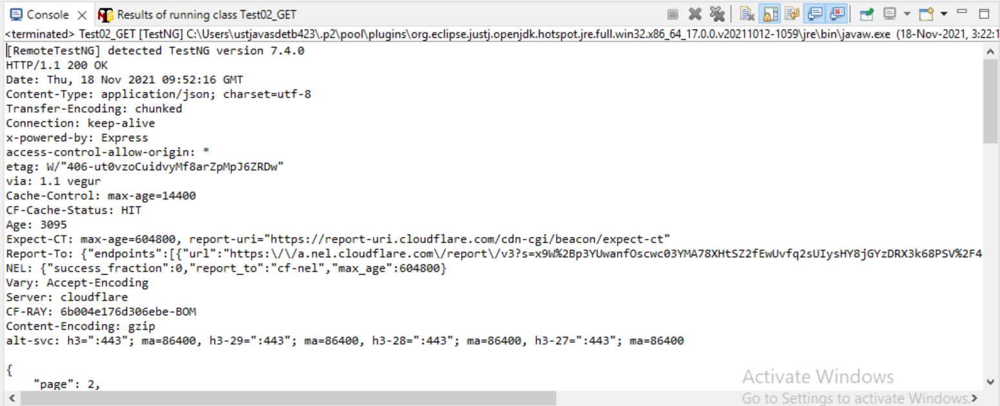 Console
Results of running class Test02_GET
<terminated> Test02_GET [TestNG] C:\Users\ustjavasdetb423\.p2\pool\plugins\org.eclipse.justj.openjdk.hotspot.jre.full.win32.x86_64_17.0.0.v20211012-1059\jre\bin\javaw.exe (18-Nov-2021, 3:22:1
[RemoteTestNG] detected TestNG version 7.4.0
HTTP/1.1 200 OK
Date: Thu, 18 Nov 2021 09:52:16 GMT
Content-Type: application/json; charset=utf-8
Transfer-Encoding: chunked
Connection: keep-alive
x-powered-by: Express
access-control-allow-origin: *
etag: W/"406-ut0vzoCuidvyMf8arZpMpJ6ZRDw"
via: 1.1 vegur
Cache-Control: max-age=14400
CF-Cache-Status: HIT
Age: 3095
Expect-CT: max-age=604800, report-uri="https://report-uri.cloudflare.com/cdn-cgi/beacon/expect-ct"
Report-To: {"endpoints":[{"url":"https:\/\/a.nel.cloudflare.com\/report\/v3?s=x9W%2Bp3YUwanfOscwc03YMA78XHtSZ2fEwUvfq2sUIysHY8jGYzDRX3k68PSV%2F4
NEL: {"success_fraction":0,"report_to":"cf-nel","max_age":604800}
Vary: Accept-Encoding
Server: cloudflare
CF-RAY: 6b004e176d306ebe-BOM
Content-Encoding: gzip
alt-svc: h3=":443"; ma=86400, h3-29=":443"; ma=86400, h3-28=":443"; ma=86400, h3-27=":443"; ma=86400
{
"page": 2,
Activate Windows
Go to Settings to activate Windows.